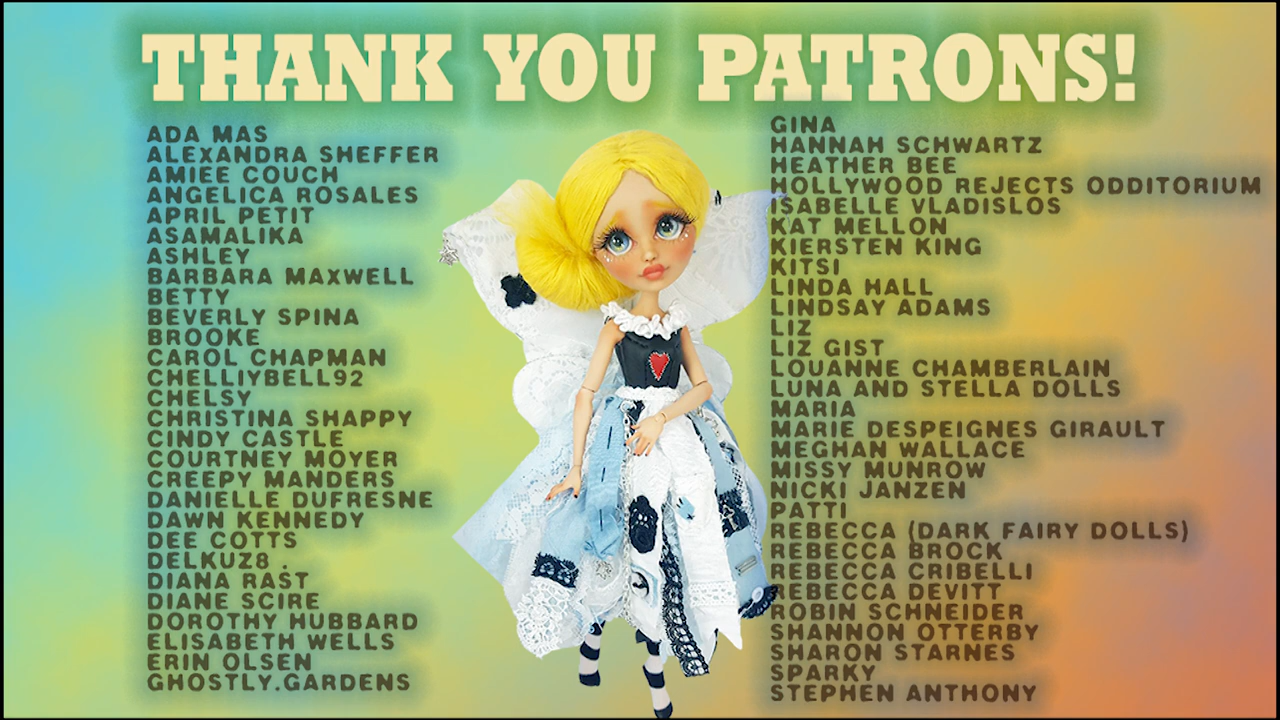 THANK YOU PATRONS!
ADA MAS
ALEXANDRA SHEFFER
AMIEE COUCH
ANGELICA ROSALES
APRIL PETIT
ASAMALIKA
ASHLEY
BARBARA MAXWELL
BETTY
BEVERLY SPINA
BROOKE
CAROL CHAPMAN
CHELLIYBELL92
CHELSY
CHRISTINA SHAPPY
CINDY CASTLE
COURTNEY MOYER
CREEPY MANDERS
DANIELLE DUFRESNE
DAWN KENNEDY
DEE COTTS
DELKUZ8 .
DIANA RAST
DIANE SCIRE
DOROTHY HUBBARD
ELISABETH WELLS
ERIN OLSEN
GHOSTLY.GARDENS
GINA
HANNAH SCHWARTZ
HEATHER BEE
HOLLYWOOD REJECTS ODDITORIUM
ISABELLE VLADISLOS
KAT MELLON
KIERSTEN KING
KITSI
LINDA HALL
LINDSAY ADAMS
LIZ
LIZ GIST
LOUANNE CHAMBERLAIN
LUNA AND STELLA DOLLS
MARIA
MARIE DESPEIGNES GIRAULT
MEGHAN WALLACE
MISSY MUNROW
NICKI JANZEN
PATTI
REBECCA (DARK FAIRY DOLLS)
REBECCA BROCK
REBECCA CRIBELLI
REBECCA DEVITT
ROBIN SCHNEIDER
SHANNON OTTERBY
SHARON STARNES
SPARKY
STEPHEN ANTHONY